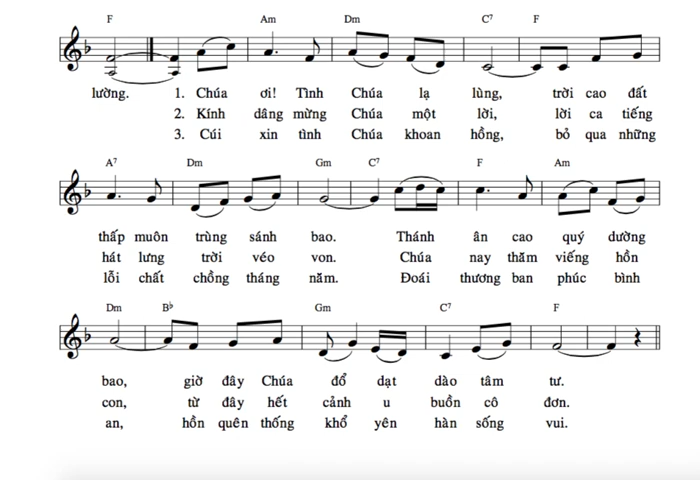 F Am Dm C7 F
lường. 1. Chúa ơi! Tình Chúa lạ lùng, trời cao đất
2. Kính dâng mừng Chúa một lời, lời ca tiếng
3. Cúi xin tình Chúa khoan hồng, bỏ qua những
A7 Dm Gm C7 F Am
thấp muôn trùng sánh bao. Thánh ân cao quý dường
hát lưng trời véo von. Chúa nay thăm viếng hồn
lỗi chất chồng tháng năm. Đoái thương ban phúc bình
Dm Bb Gm C7 F
bao, giờ đây Chúa đổ dạt dào tâm tư.
con, từ đây hết cảnh u buồn cô đơn.
an, hồn quên thống khổ yên hàn sống vui.